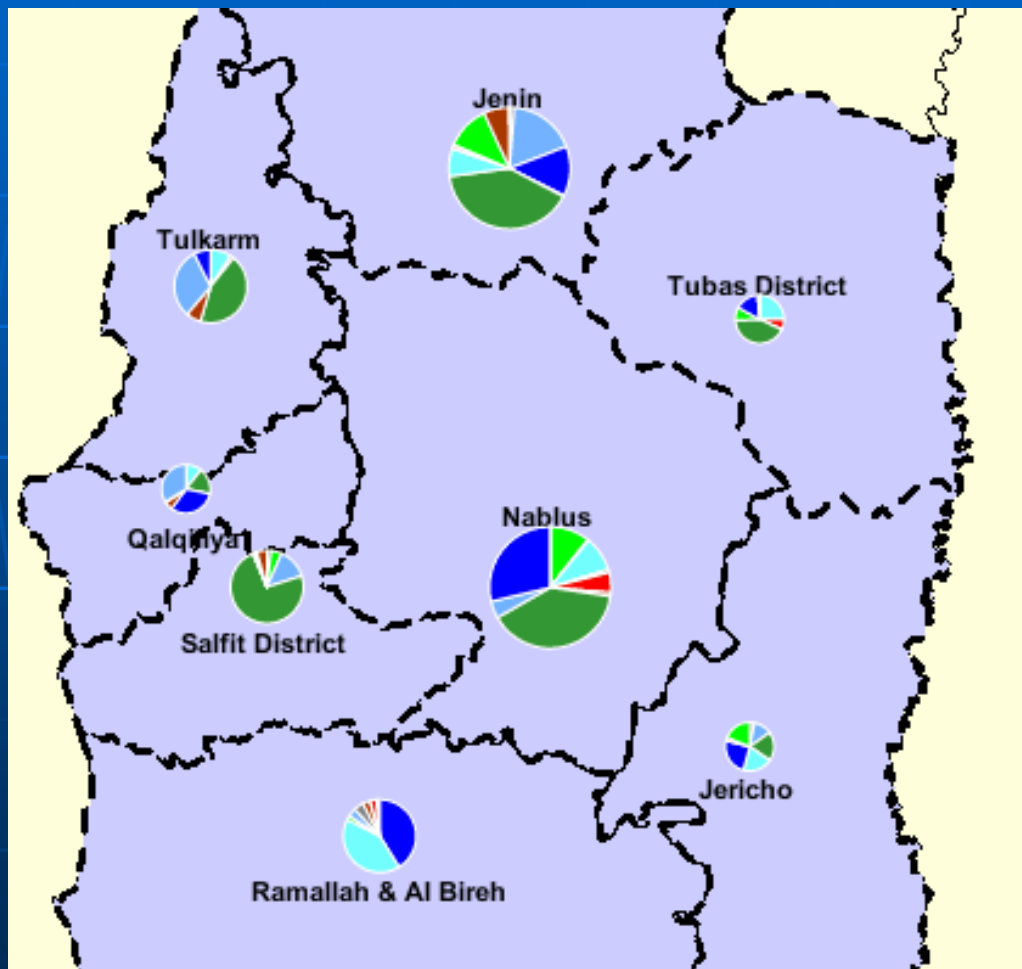 Jenin
Tulkarm
Tubas District
Nablus
Qalqiliya
Salfit District
Jericho
Ramallah & Al Bireh